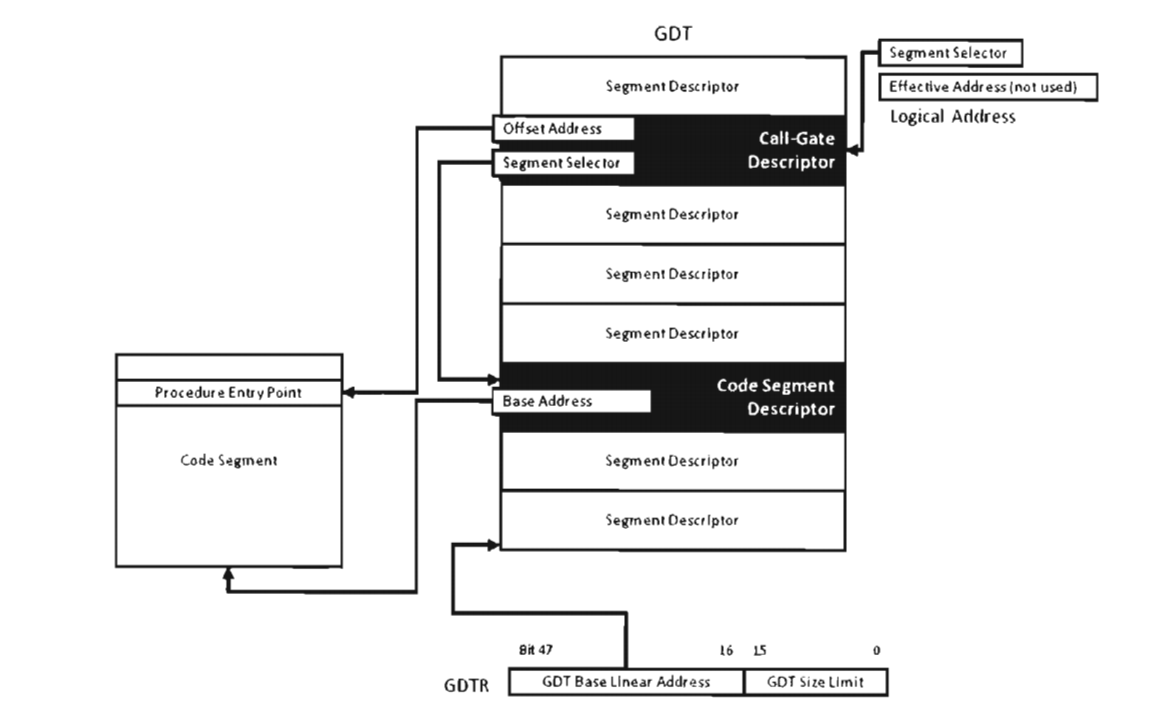 GDT
Segment Selector
Effective Address (not used)
Logical Address
Segment Descriptor
Offset Address
Segment Selector
Call-Gate
Descriptor
Segment Descriptor
Segment Descriptor
Segment Descriptor
Code Segment
Descriptor
Base Address
Segment Descriptor
Segment Descriptor
Procedure Entry Point
Code Segment
Bit 47
16
15
0
GDTR
GDT Base Linear Address
GDT Size Limit